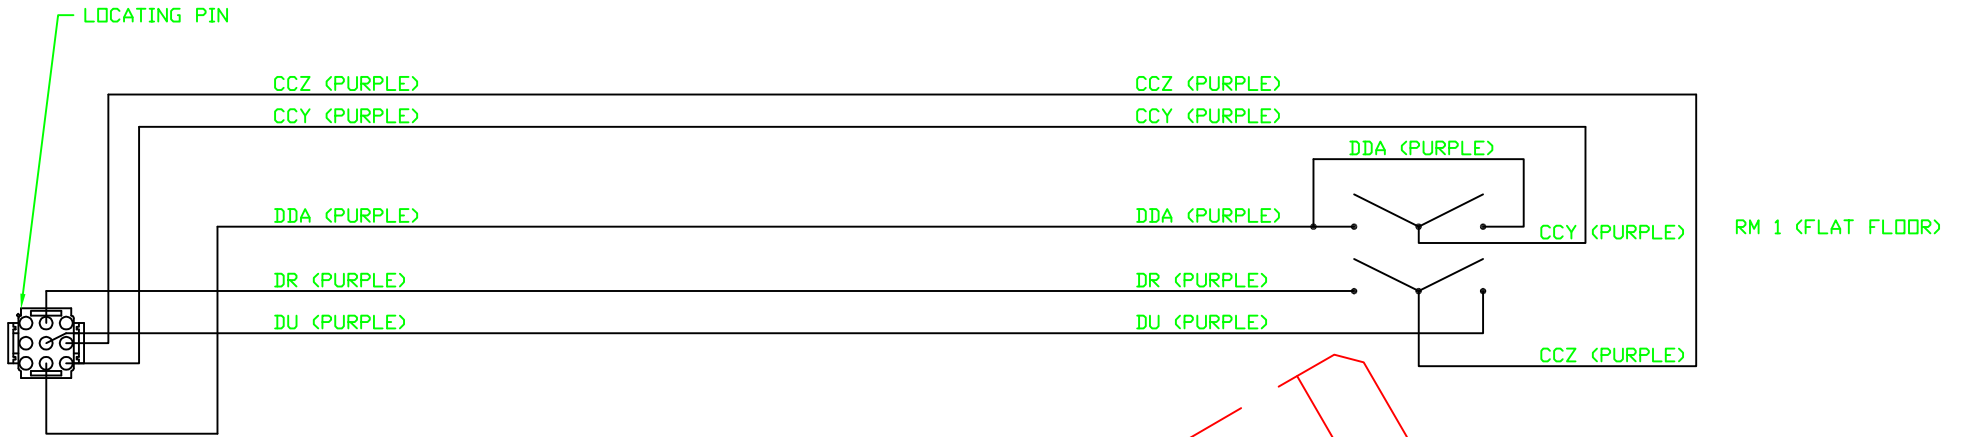 LOCATING PIN
CCZ (PURPLE) CCZ (PURPLE)
CCY (PURPLE) CCY (PURPLE)
DDA (PURPLE)
DDA (PURPLE) DDA (PURPLE)
CCY (PURPLE) RM 1 (FLAT FLOOR)
DR (PURPLE) DR (PURPLE)
DU (PURPLE) DU (PURPLE)
CCZ (PURPLE)